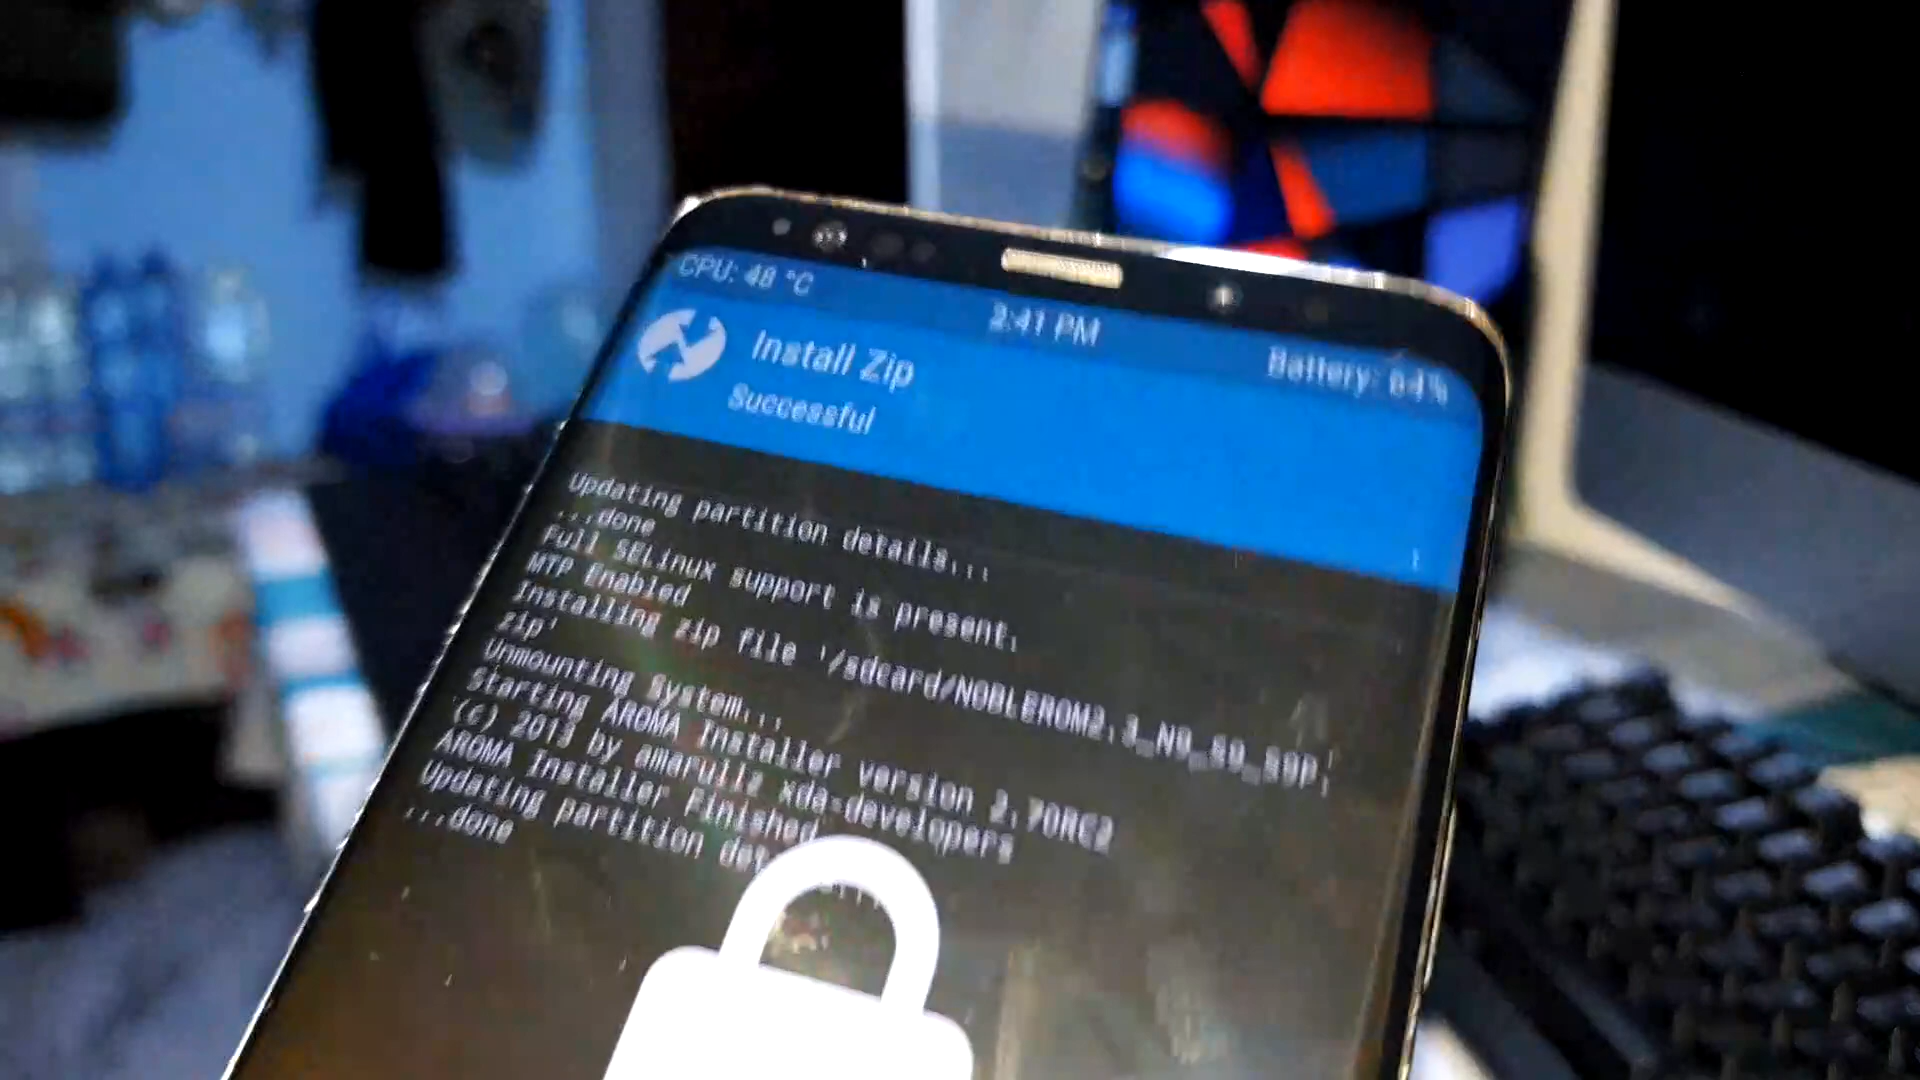 CPU: 48 °C
2:41 PM
Battery: 64%
Install Zip
Successful
Updating partition details...
...done
Full SELinux support is present.
MTP Enabled
Installing zip file '/sdcard/NOBLEROM2.3_N9_S9_S9P.
zip'
Unmounting System...
Starting AROMA Installer version 2.70RC2
(c) 2013 by amarullz xda-developers
AROMA Installer Finished
Updating partition
...done